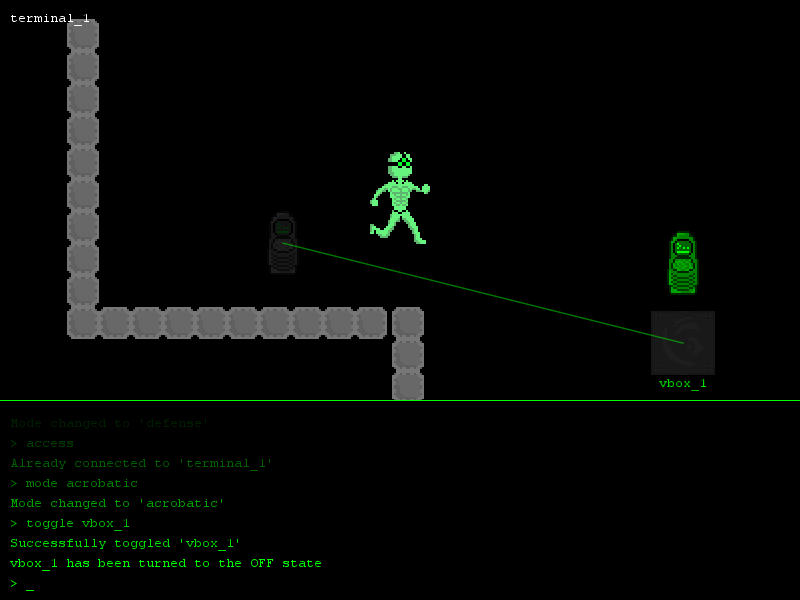 terminal_1
vbox_1
Mode changed to 'defense'
> access
Already connected to 'terminal_1'
> mode acrobatic
Mode changed to 'acrobatic'
> toggle vbox_1
Successfully toggled 'vbox_1'
vbox_1 has been turned to the OFF state
> _